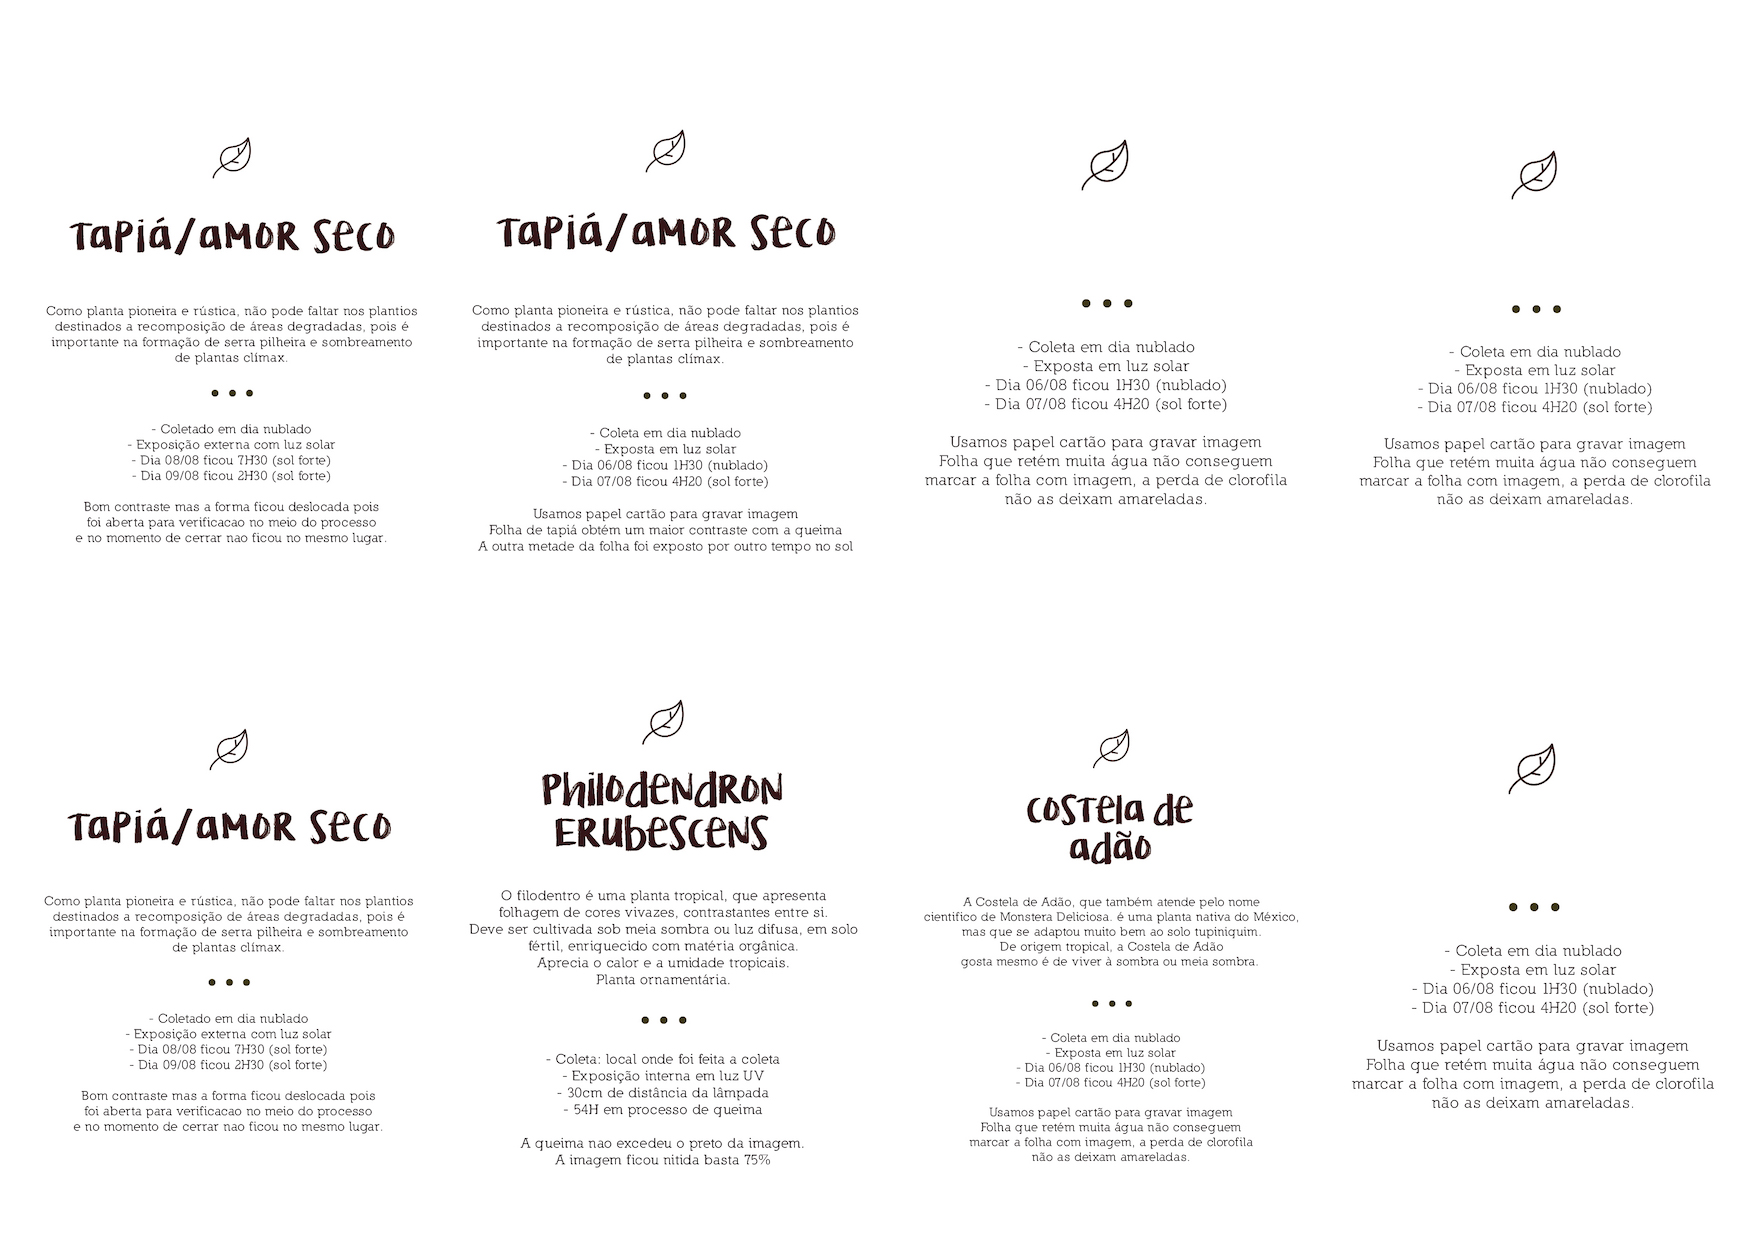 Tapiá/Amor Seco
Como planta pioneira e rústica, não pode faltar nos plantios
destinados a recomposição de áreas degradadas, pois é
importante na formação de serra pilheira e sombreamento
de plantas clímax.
- Coletado em dia nublado
- Exposição externa com luz solar
- Dia 08/08 ficou 7H30 (sol forte)
- Dia 09/08 ficou 2H30 (sol forte)
Bom contraste mas a forma ficou deslocada pois
foi aberta para verificacao no meio do processo
e no momento de cerrar nao ficou no mesmo lugar.
Tapiá/Amor Seco
Como planta pioneira e rústica, não pode faltar nos plantios
destinados a recomposição de áreas degradadas, pois é
importante na formação de serra pilheira e sombreamento
de plantas clímax.
- Coleta em dia nublado
- Exposta em luz solar
- Dia 06/08 ficou 1H30 (nublado)
- Dia 07/08 ficou 4H20 (sol forte)
Usamos papel cartão para gravar imagem
Folha de tapiá obtém um maior contraste com a queima
A outra metade da folha foi exposto por outro tempo no sol
- Coleta em dia nublado
- Exposta em luz solar
- Dia 06/08 ficou 1H30 (nublado)
- Dia 07/08 ficou 4H20 (sol forte)
Usamos papel cartão para gravar imagem
Folha que retém muita água não conseguem
marcar a folha com imagem, a perda de clorofila
não as deixam amareladas.
- Coleta em dia nublado
- Exposta em luz solar
- Dia 06/08 ficou 1H30 (nublado)
- Dia 07/08 ficou 4H20 (sol forte)
Usamos papel cartão para gravar imagem
Folha que retém muita água não conseguem
marcar a folha com imagem, a perda de clorofila
não as deixam amareladas.
Tapiá/Amor Seco
Como planta pioneira e rústica, não pode faltar nos plantios
destinados a recomposição de áreas degradadas, pois é
importante na formação de serra pilheira e sombreamento
de plantas clímax.
- Coletado em dia nublado
- Exposição externa com luz solar
- Dia 08/08 ficou 7H30 (sol forte)
- Dia 09/08 ficou 2H30 (sol forte)
Bom contraste mas a forma ficou deslocada pois
foi aberta para verificacao no meio do processo
e no momento de cerrar nao ficou no mesmo lugar.
Philodendron
Erubescens
O filodentro é uma planta tropical, que apresenta
folhagem de cores vivazes, contrastantes entre si.
Deve ser cultivada sob meia sombra ou luz difusa, em solo
fértil, enriquecido com matéria orgânica.
Aprecia o calor e a umidade tropicais.
Planta ornamentária.
- Coleta: local onde foi feita a coleta
- Exposição interna em luz UV
- 30cm de distância da lâmpada
- 54H em processo de queima
A queima nao excedeu o preto da imagem.
A imagem ficou nitida basta 75%
Costela de
Adão
A Costela de Adão, que também atende pelo nome
cientifico de Monstera Deliciosa. é uma planta nativa do México,
mas que se adaptou muito bem ao solo tupiniquim.
De origem tropical, a Costela de Adão
gosta mesmo é de viver à sombra ou meia sombra.
- Coleta em dia nublado
- Exposta em luz solar
- Dia 06/08 ficou 1H30 (nublado)
- Dia 07/08 ficou 4H20 (sol forte)
Usamos papel cartão para gravar imagem
Folha que retém muita água não conseguem
marcar a folha com imagem, a perda de clorofila
não as deixam amareladas.
- Coleta em dia nublado
- Exposta em luz solar
- Dia 06/08 ficou 1H30 (nublado)
- Dia 07/08 ficou 4H20 (sol forte)
Usamos papel cartão para gravar imagem
Folha que retém muita água não conseguem
marcar a folha com imagem, a perda de clorofila
não as deixam amareladas.